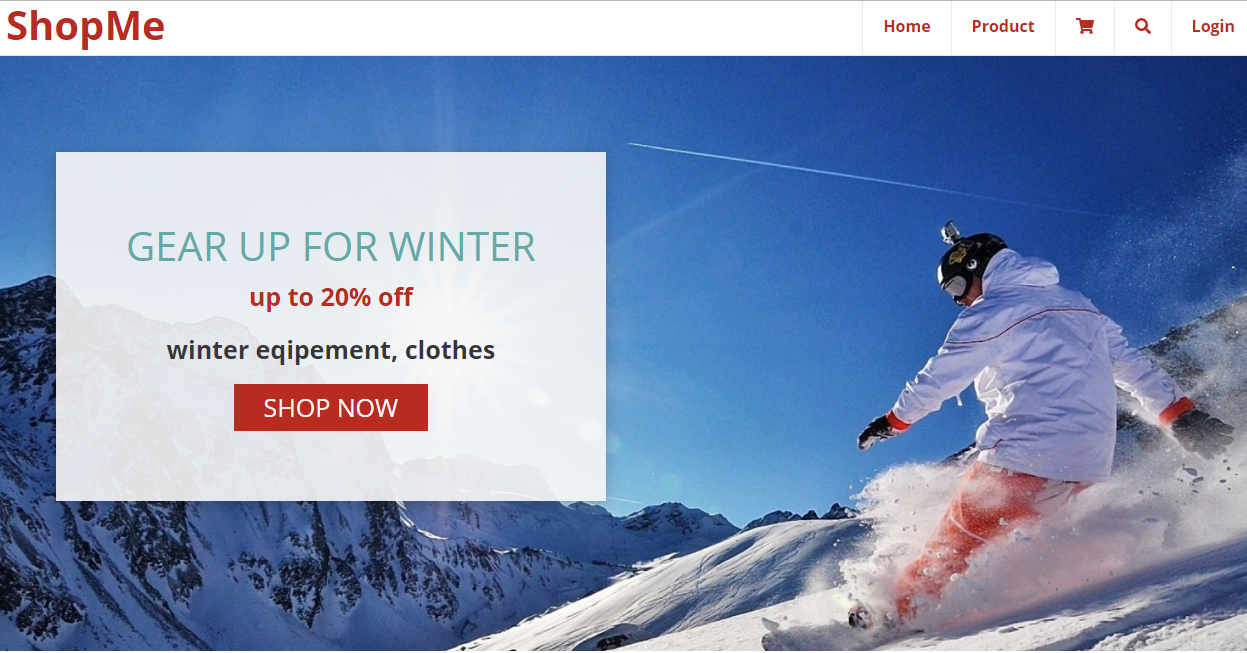 ShopMe
Home Product Login
GEAR UP FOR WINTER
up to 20% off
winter eqipement, clothes
SHOP NOW